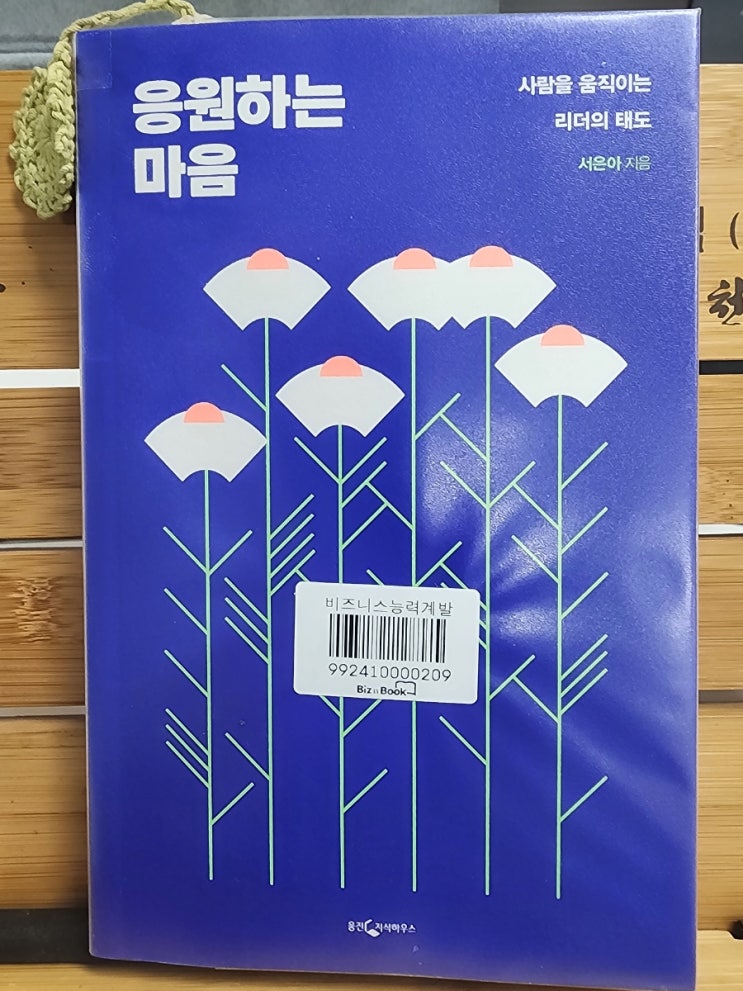 응원하는
마음
사람을 움직이는
리더의 태도
서은아 지음
비즈니스능력계발
992410000209
Biz n Book
웅진 지식하우스